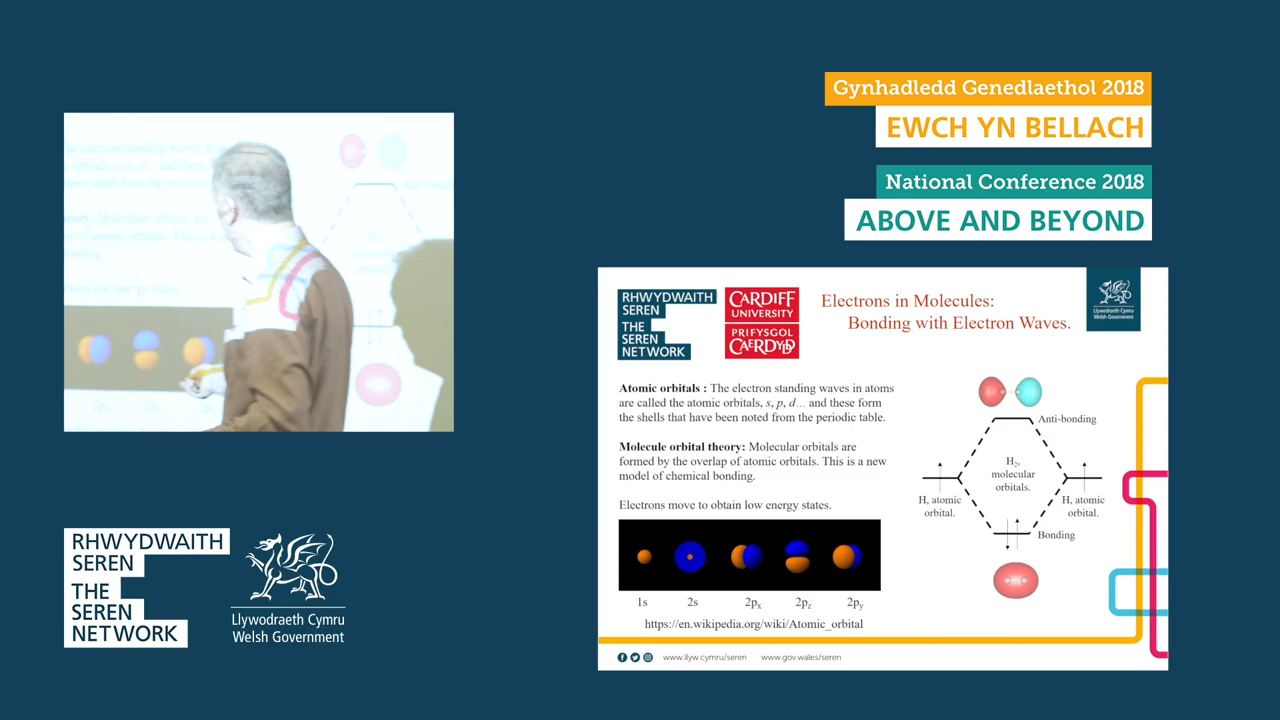 Gynhadledd Genedlaethol 2018
EWCH YN BELLACH
National Conference 2018
ABOVE AND BEYOND
RHWYDWAITH
SEREN
THE
SEREN
NETWORK
CARDIFF
UNIVERSITY
PRIFYSGOL
CAERDYDD
Electrons in Molecules:
Bonding with Electron Waves.
Llywodraeth Cymru
Welsh Government
Atomic orbitals : The electron standing waves in atoms
are called the atomic orbitals, s, p, d... and these form
the shells that have been noted from the periodic table.
Molecule orbital theory: Molecular orbitals are
formed by the overlap of atomic orbitals. This is a new
model of chemical bonding.
Electrons move to obtain low energy states.
1s 2s 2px 2pz 2py
https://en.wikipedia.org/wiki/Atomic_orbital
Anti-bonding
H2,
molecular
orbitals.
H, atomic
orbital.
H, atomic
orbital.
Bonding
www.llyw.cymru/seren www.gov.wales/seren
RHWYDWAITH
SEREN
THE
SEREN
NETWORK
Llywodraeth Cymru
Welsh Government